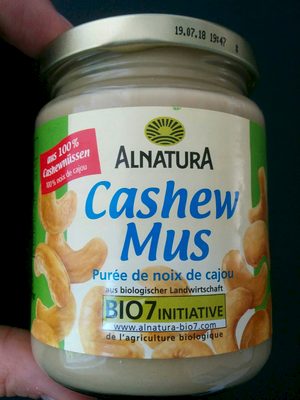 19.07.18 19:47
aus 100%
Cashewnüssen
100% noix de cajou
ALNATURA
Cashew
Mus
Purée de noix de cajou
aus biologischer Landwirtschaft
BIO7 INITIATIVE
www.alnatura-bio7.com
de l'agriculture biologique